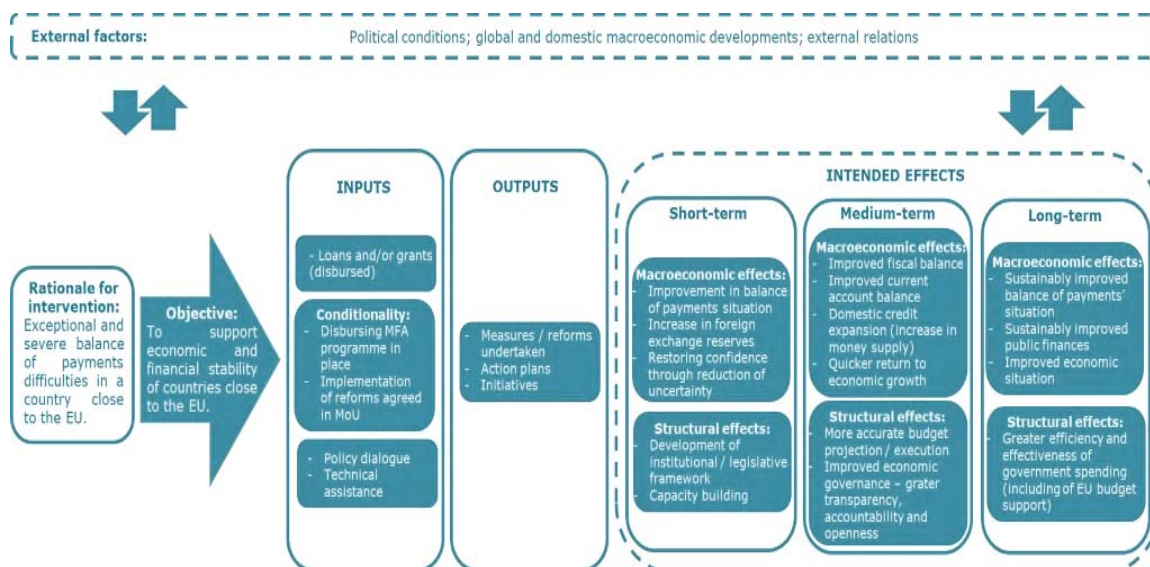 External factors: Political conditions; global and domestic macroeconomic developments; external relations
Rationale for
intervention:
Exceptional and
severe balance
of payments
difficulties in a
country close to
the EU.
Objective:
To support
economic and
financial stability
of countries close
to the EU.
INPUTS
- Loans and/or grants
(disbursed)
Conditionality:
- Disbursing MFA
programme in
place
- Implementation
of reforms agreed
in MoU
- Policy dialogue
- Technical
assistance
OUTPUTS
- Measures / reforms
undertaken
- Action plans
- Initiatives
INTENDED EFFECTS
Short-term
Macroeconomic effects:
- Improvement in balance
of payments situation
- Increase in foreign
exchange reserves
- Restoring confidence
through reduction of
uncertainty
Structural effects:
- Development of
institutional / legislative
framework
- Capacity building
Medium-term
Macroeconomic effects:
- Improved fiscal balance
- Improved current
account balance
- Domestic credit
expansion (increase in
money supply)
- Quicker return to
economic growth
Structural effects:
- More accurate budget
projection / execution
- Improved economic
governance – grater
transparency,
accountability and
openness
Long-term
Macroeconomic effects:
- Sustainably improved
balance of payments'
situation
- Sustainably improved
public finances
- Improved economic
situation
Structural effects:
- Greater efficiency and
effectiveness of
government spending
(including of EU budget
support)